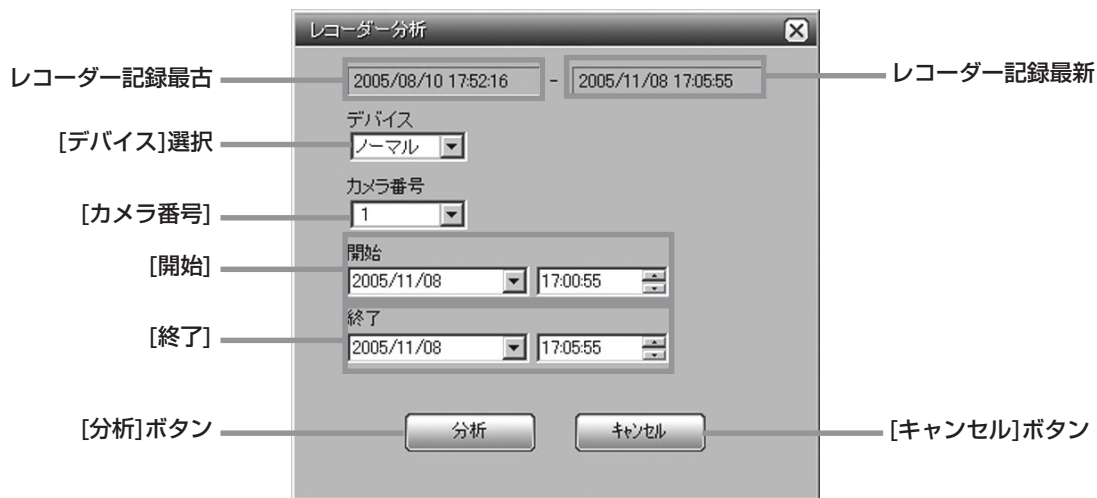 レコーダー分析
レコーダー記録最古
2005/08/10 17:52:16 - 2005/11/08 17:05:55
レコーダー記録最新
デバイス
[デバイス]選択
ノーマル
カメラ番号
[カメラ番号]
1
開始
[開始]
2005/11/08 17:00:55
終了
[終了]
2005/11/08 17:05:55
[分析]ボタン
分析
キャンセル
[キャンセル]ボタン